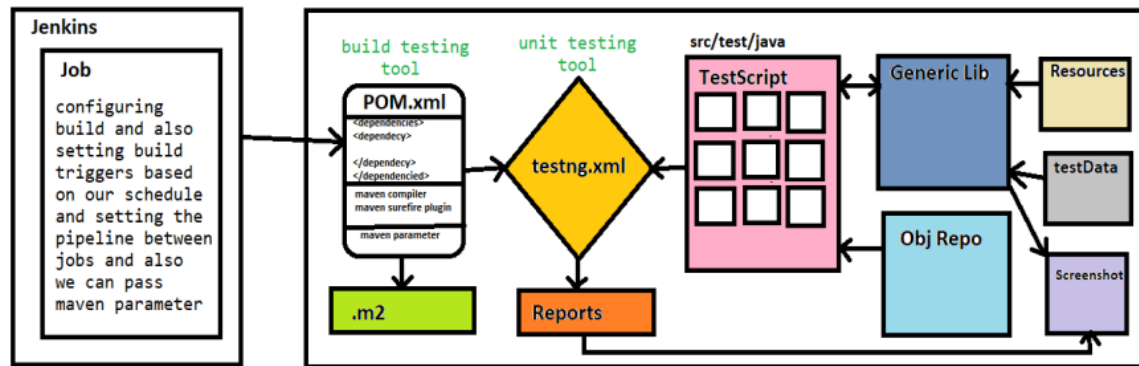 Jenkins
Job
configuring
build and also
setting build
triggers based
on our schedule
and setting the
pipeline between
jobs and also
we can pass
maven parameter
build testing
tool
POM.xml
<dependencies>
<dependecy>
</dependecy>
</dependencied>
maven compiler
maven surefire plugin
maven parameter
.m2
unit testing
tool
testng.xml
Reports
src/test/java
TestScript
Generic Lib
Obj Repo
Resources
testData
Screenshot